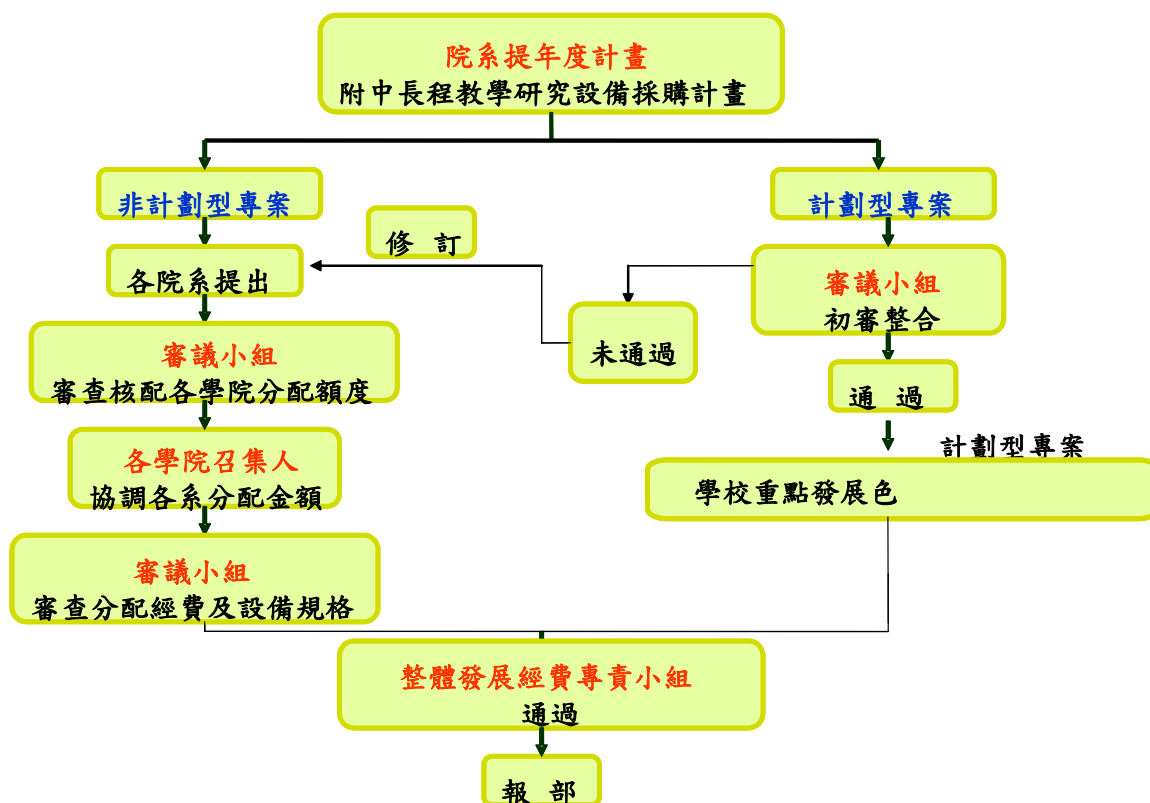 院系提年度計畫
附中長程教學研究設備採購計畫
非計劃型專案
計劃型專案
修 訂
各院系提出
審議小組
初審整合
未通過
審議小組
審查核配各學院分配額度
通 過
各學院召集人
協調各系分配金額
計劃型專案
學校重點發展色
審議小組
審查分配經費及設備規格
整體發展經費專責小組
通過
報 部